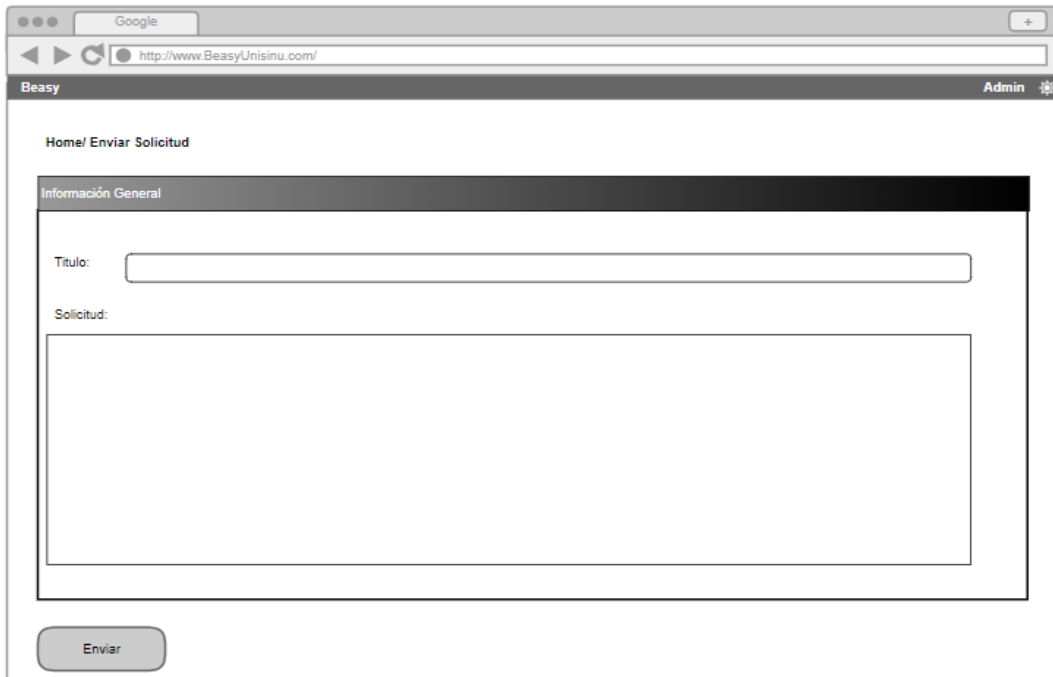 Google
+
http://www.BeasyUnisinu.com/
Beasy Admin
Home/ Enviar Solicitud
Información General
Titulo:
Solicitud:
Enviar